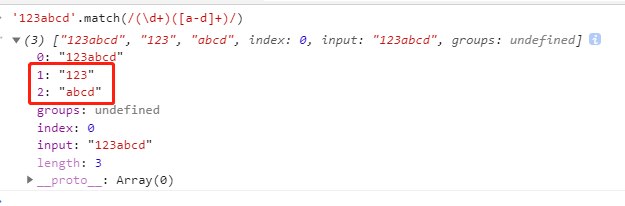 > '123abcd'.match(/(\d+)([a-d]+)/)
< ▼ (3) ["123abcd", "123", "abcd", index: 0, input: "123abcd", groups: undefined] i
0: "123abcd"
1: "123"
2: "abcd"
groups: undefined
index: 0
input: "123abcd"
length: 3
▶ __proto__: Array(0)